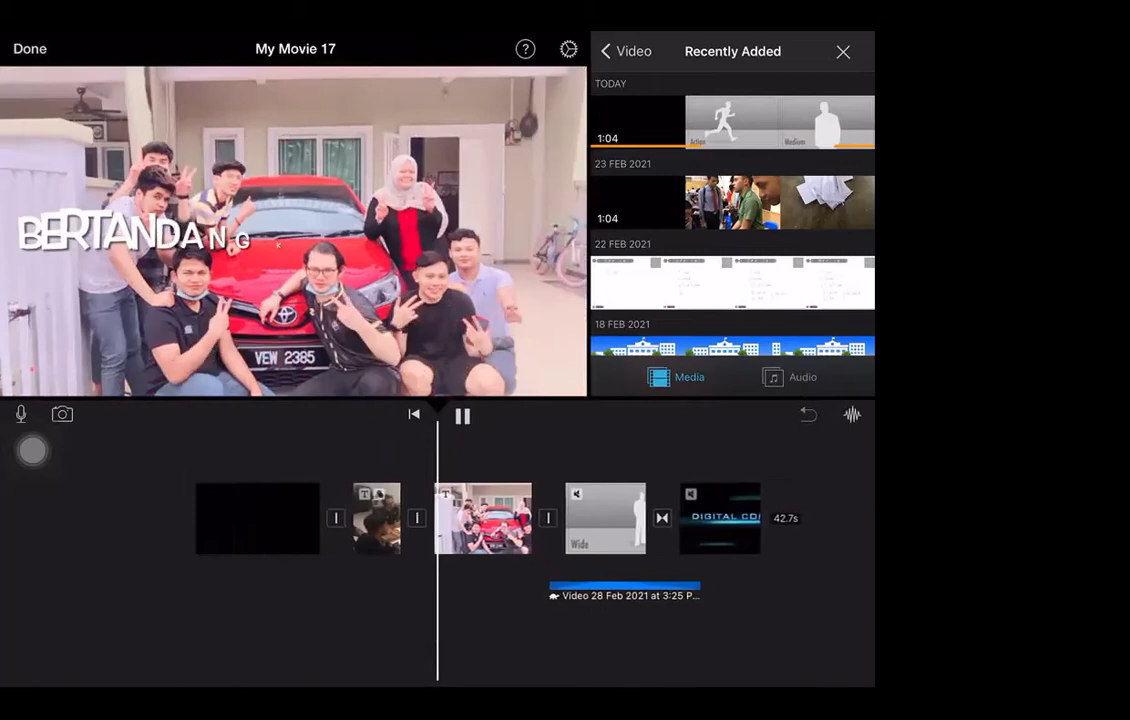 Done
My Movie 17
?
Video
Recently Added
TODAY
1:04
Action
Medium
23 FEB 2021
1:04
22 FEB 2021
18 FEB 2021
Media
Audio
BERTANDANG K
VEW 2385
T
T
Wide
DIGITAL CO
42.7s
Video 28 Feb 2021 at 3:25 P...